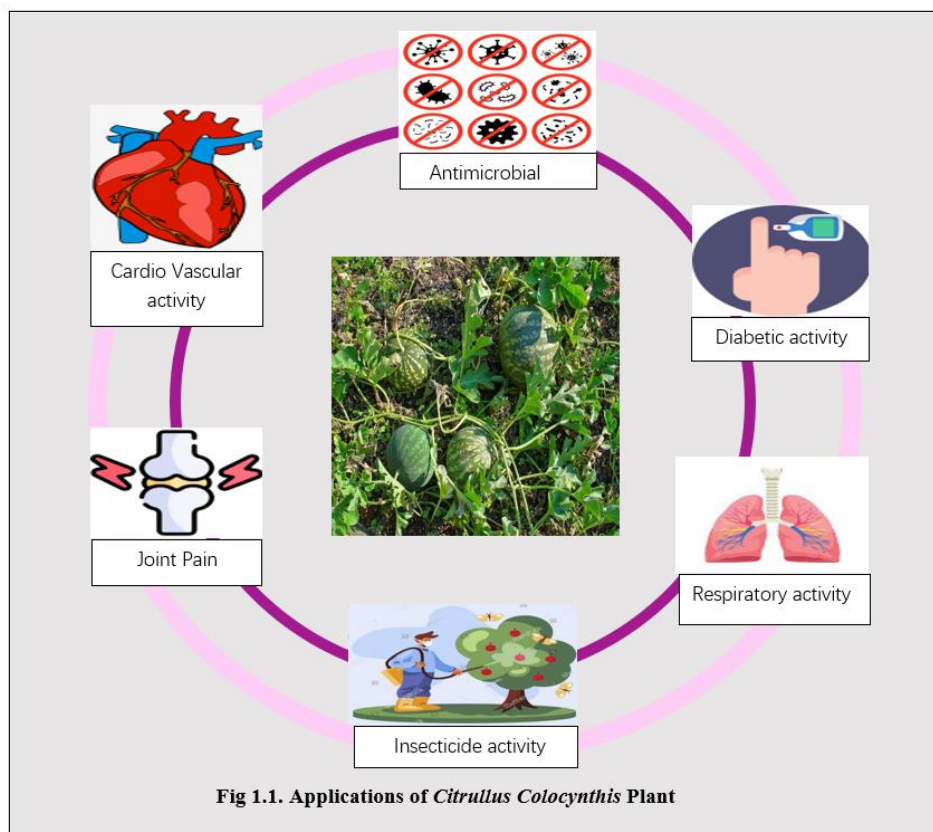 Antimicrobial
Cardio Vascular
activity
Diabetic activity
Joint Pain
Respiratory activity
Insecticide activity
Fig 1.1. Applications of Citrullus Colocynthis Plant